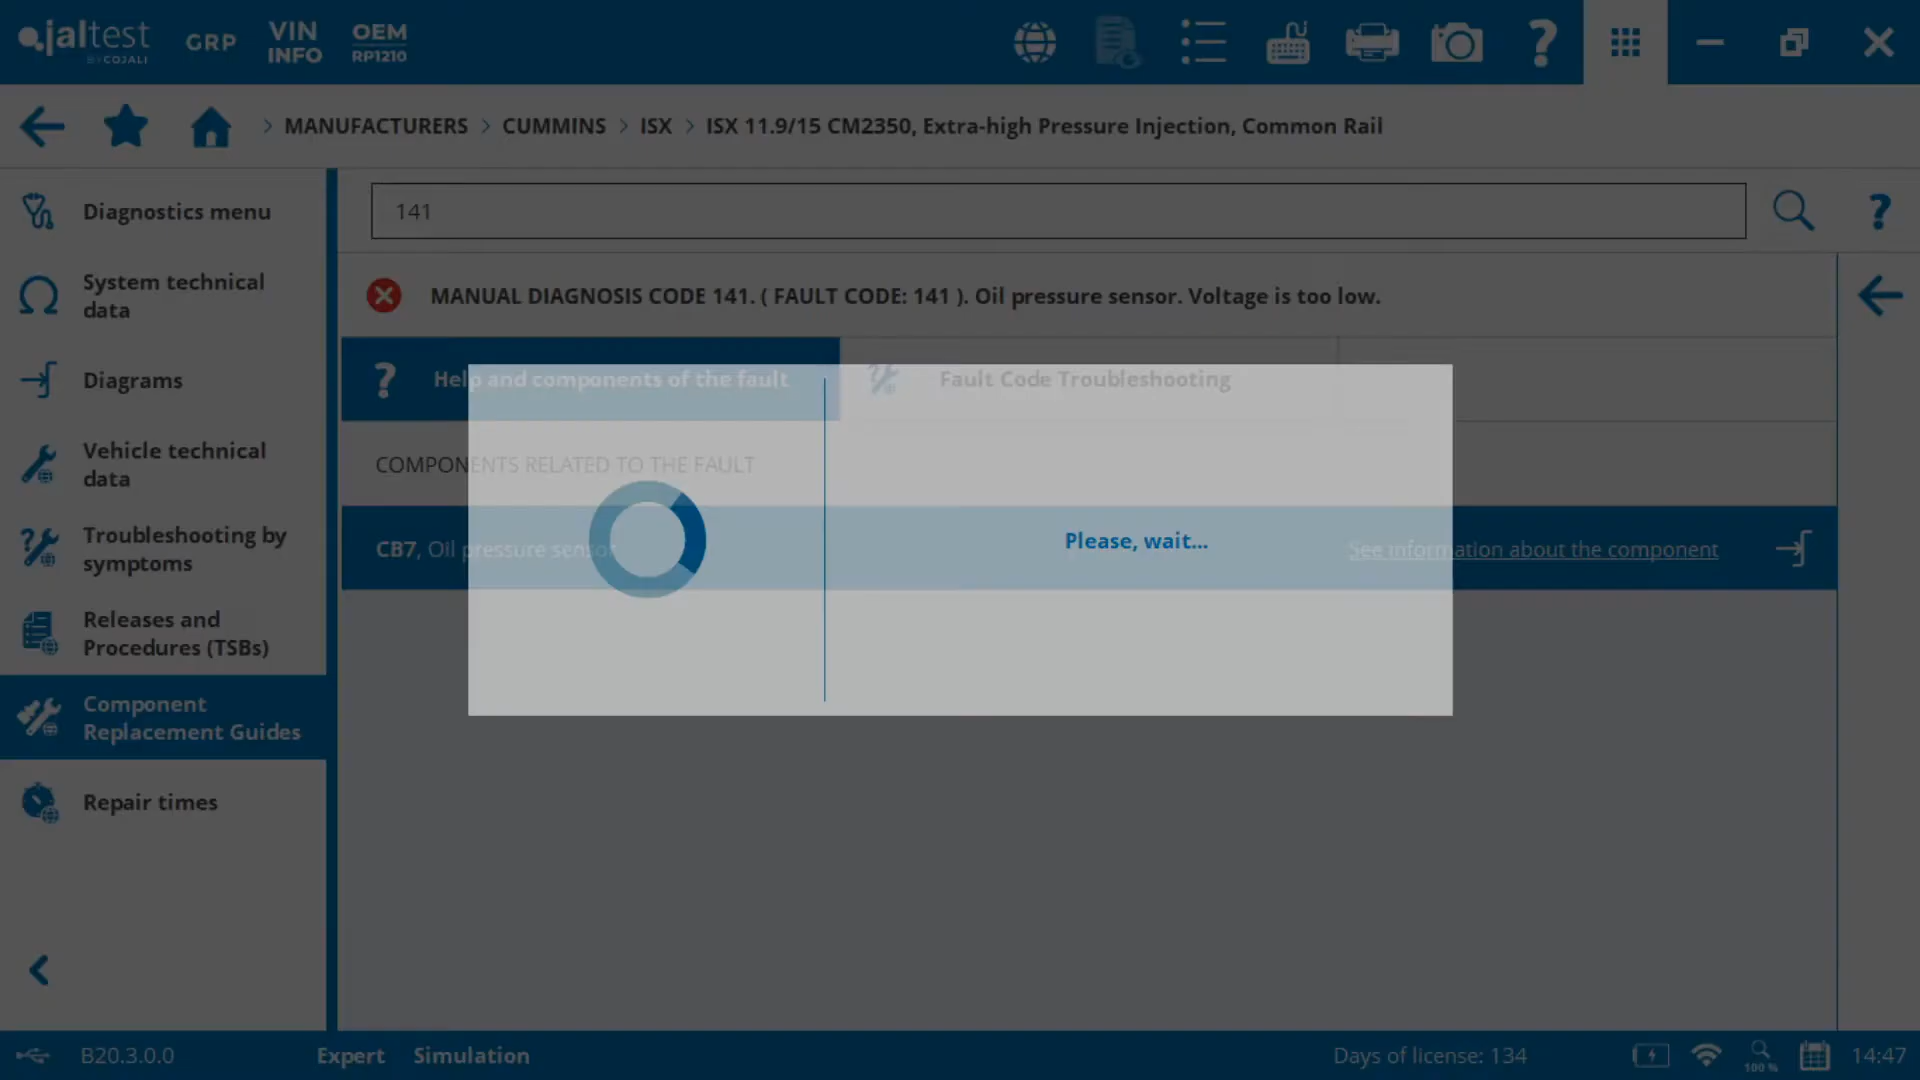 jaltest
BY COJALI
GRP
VIN
INFO
OEM
RP1210
> MANUFACTURERS > CUMMINS > ISX > ISX 11.9/15 CM2350, Extra-high Pressure Injection, Common Rail
Diagnostics menu
System technical
data
Diagrams
Vehicle technical
data
Troubleshooting by
symptoms
Releases and
Procedures (TSBs)
Component
Replacement Guides
Repair times
141
MANUAL DIAGNOSIS CODE 141. ( FAULT CODE: 141 ). Oil pressure sensor. Voltage is too low.
Help and components of the fault
Fault Code Troubleshooting
COMPONENTS RELATED TO THE FAULT
CB7, Oil pressure sensor
See information about the component
Please, wait...
B20.3.0.0
Expert
Simulation
Days of license: 134
100 %
14:47